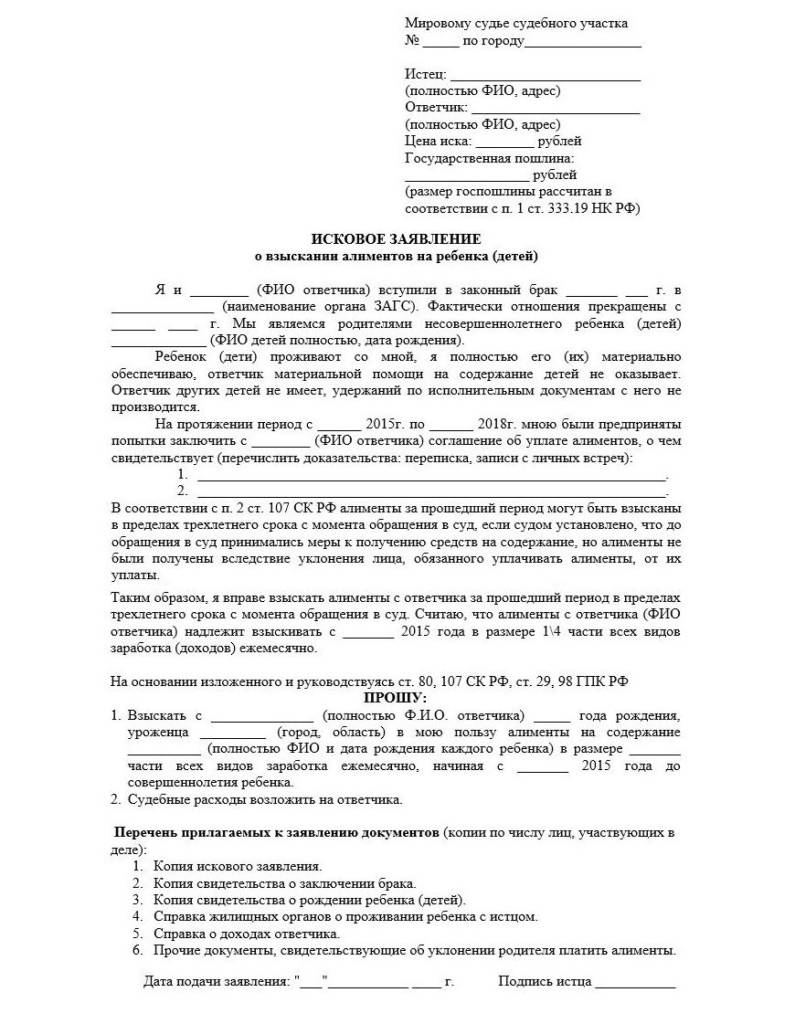 Мировому судье судебного участка
№ _____ по городу________________
Истец: __________________________
(полностью ФИО, адрес)
Ответчик: _______________________
(полностью ФИО, адрес)
Цена иска: ________ рублей
Государственная пошлина:
_________________ рублей
(размер госпошлины рассчитан в
соответствии с п. 1 ст. 333.19 НК РФ)
ИСКОВОЕ ЗАЯВЛЕНИЕ
о взыскании алиментов на ребенка (детей)
Я и ________ (ФИО ответчика) вступили в законный брак _______ ___ г. в
______________ (наименование органа ЗАГС). Фактически отношения прекращены с
______ ____ г. Мы являемся родителями несовершеннолетнего ребенка (детей)
_____________ (ФИО детей полностью, дата рождения).
Ребенок (дети) проживают со мной, я полностью его (их) материально
обеспечиваю, ответчик материальной помощи на содержание детей не оказывает.
Ответчик других детей не имеет, удержаний по исполнительным документам с него не
производится.
На протяжении период с ______ 2015г. по ______ 2018г. мною были предприняты
попытки заключить с ________ (ФИО ответчика) соглашение об уплате алиментов, о чем
свидетельствует (перечислить доказательства: переписка, записи с личных встреч):
1. ________________________________________________________________.
2. ________________________________________________________________.
В соответствии с п. 2 ст. 107 СК РФ алименты за прошедший период могут быть взысканы
в пределах трехлетнего срока с момента обращения в суд, если судом установлено, что до
обращения в суд принимались меры к получению средств на содержание, но алименты не
были получены вследствие уклонения лица, обязанного уплачивать алименты, от их
уплаты.
Таким образом, я вправе взыскать алименты с ответчика за прошедший период в пределах
трехлетнего срока с момента обращения в суд. Считаю, что алименты с ответчика (ФИО
ответчика) надлежит взыскивать с _______ 2015 года в размере 1\4 части всех видов
заработка (доходов) ежемесячно.
На основании изложенного и руководствуясь ст. 80, 107 СК РФ, ст. 29, 98 ГПК РФ
ПРОШУ:
1. Взыскать с ______________ (полностью Ф.И.О. ответчика) _____ года рождения,
уроженца _________ (город, область) в мою пользу алименты на содержание
__________ (полностью ФИО и дата рождения каждого ребенка) в размере _______
части всех видов заработка ежемесячно, начиная с _______ 2015 года до
совершеннолетия ребенка.
2. Судебные расходы возложить на ответчика.
Перечень прилагаемых к заявлению документов (копии по числу лиц, участвующих в
деле):
1. Копия искового заявления.
2. Копия свидетельства о заключении брака.
3. Копия свидетельства о рождении ребенка (детей).
4. Справка жилищных органов о проживании ребенка с истцом.
5. Справка о доходах ответчика.
6. Прочие документы, свидетельствующие об уклонении родителя платить алименты.
Дата подачи заявления: "___"___________ ____ г. Подпись истца ___________